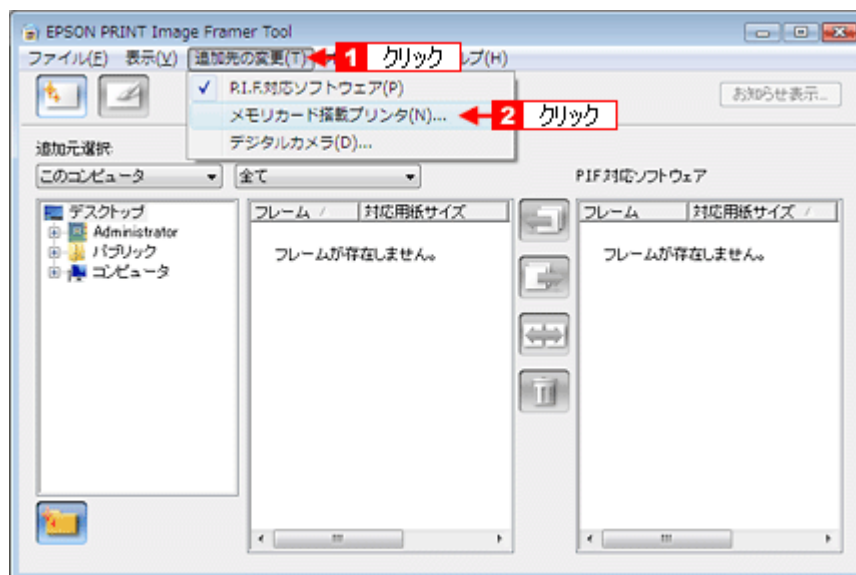 EPSON PRINT Image Framer Tool
ファイル(F) 表示(V) 追加先の変更(T) 1 クリック ルプ(H)
✓ P.I.F.対応ソフトウェア(P)
メモリカード搭載プリンタ(N)... 2 クリック
デジタルカメラ(D)...
お知らせ表示...
追加元選択:
このコンピュータ 全て P.I.F.対応ソフトウェア
デスクトップ フレーム / 対応用紙サイズ フレーム 対応用紙サイズ /
Administrator
パブリック フレームが存在しません。 フレームが存在しません。
コンピュータ